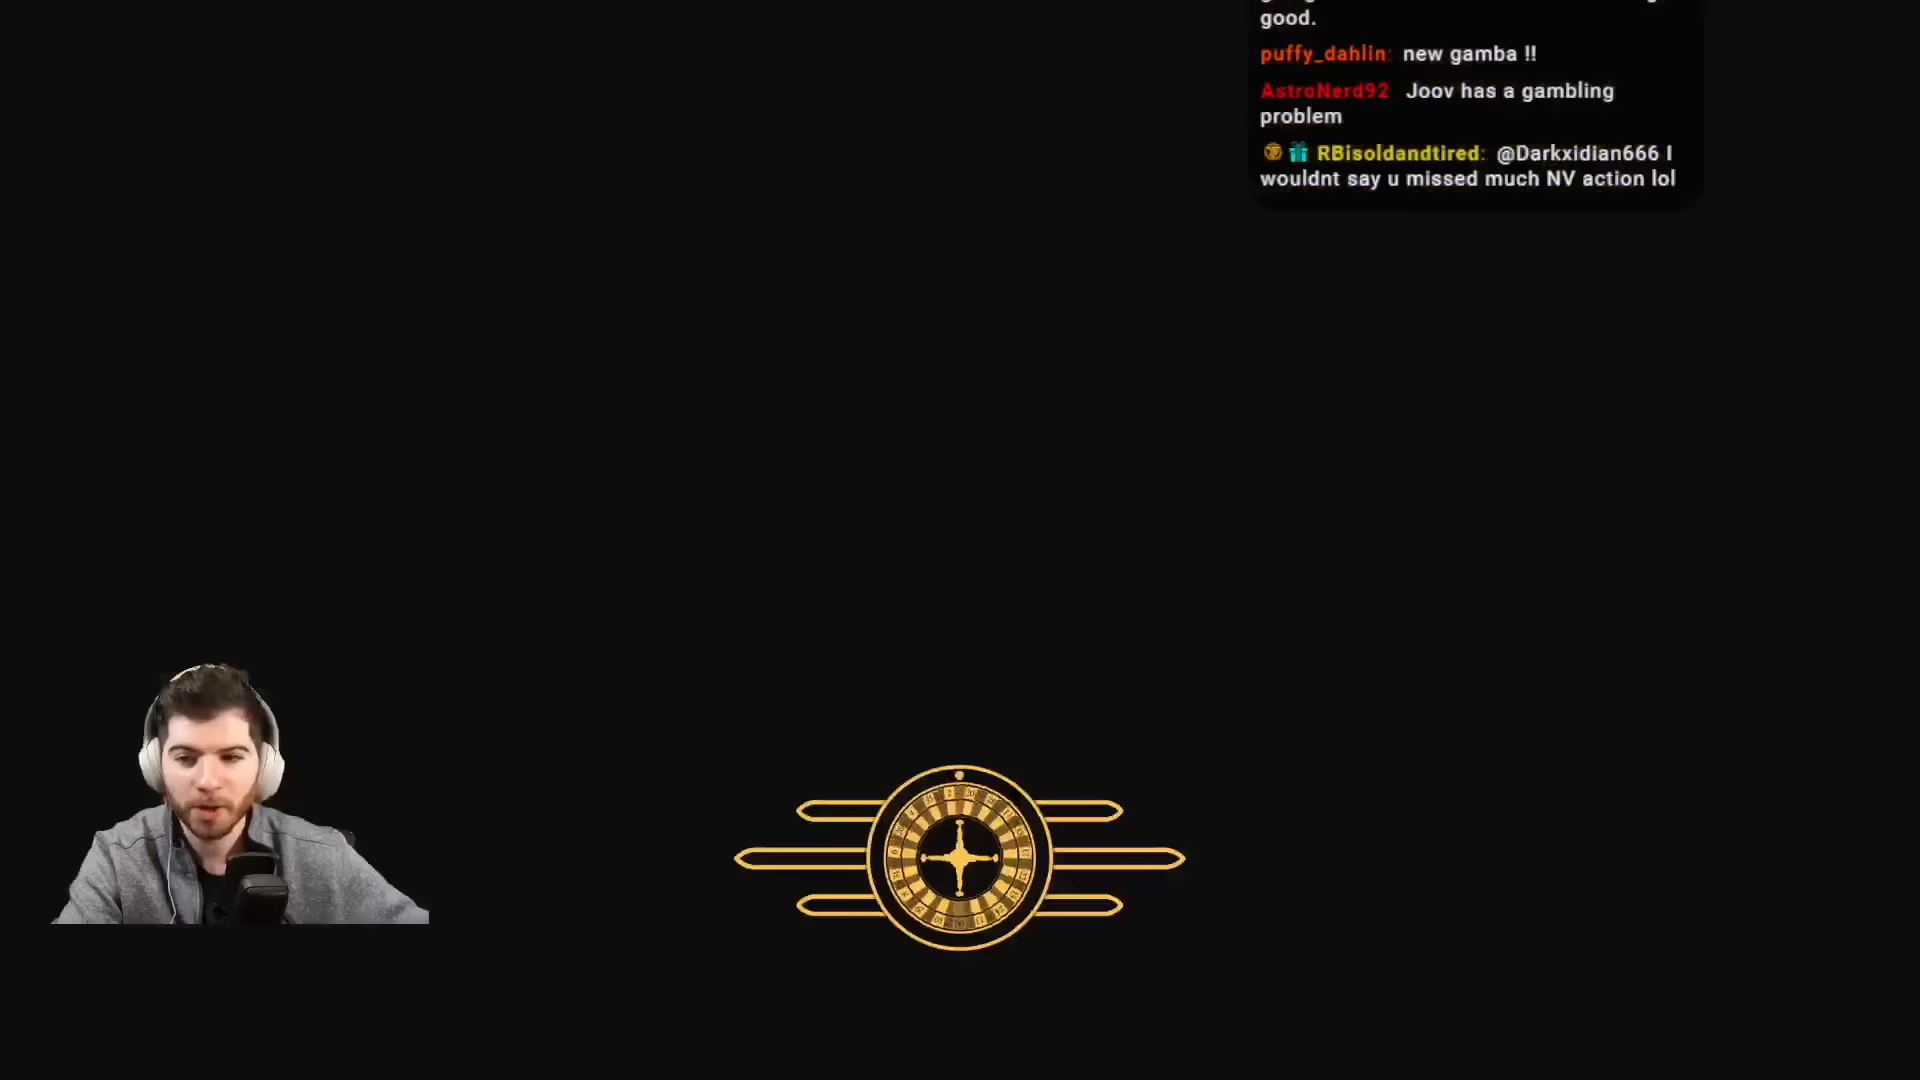 good.
puffy_dahlin: new gamba !!
AstroNerd92 Joov has a gambling
problem
RBisoldandtired: @Darkxidian666 I
wouldnt say u missed much NV action lol